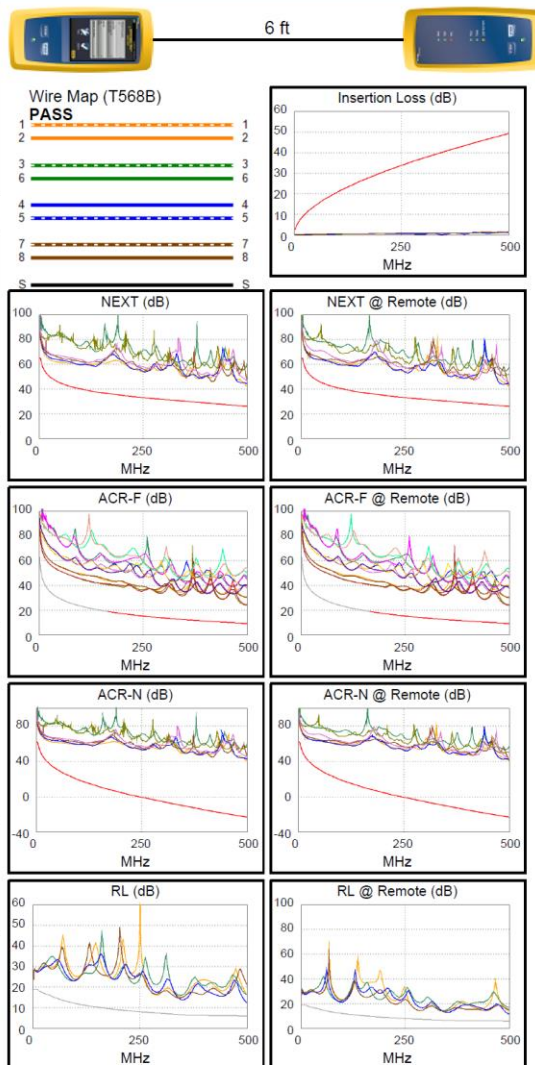 6 ft
Wire Map (T568B)
PASS
1 1
2 2
3 3
6 6
4 4
5 5
7 7
8 8
S S
Insertion Loss (dB)
60
50
40
30
20
10
0
0 250 500
MHz
NEXT (dB)
100
80
60
40
20
0
0 250 500
MHz
NEXT @ Remote (dB)
100
80
60
40
20
0
0 250 500
MHz
ACR-F (dB)
100
80
60
40
20
0
0 250 500
MHz
ACR-F @ Remote (dB)
100
80
60
40
20
0
0 250 500
MHz
ACR-N (dB)
80
40
0
-40
0 250 500
MHz
ACR-N @ Remote (dB)
80
40
0
-40
0 250 500
MHz
RL (dB)
60
50
40
30
20
10
0
0 250 500
MHz
RL @ Remote (dB)
100
80
60
40
20
0
0 250 500
MHz